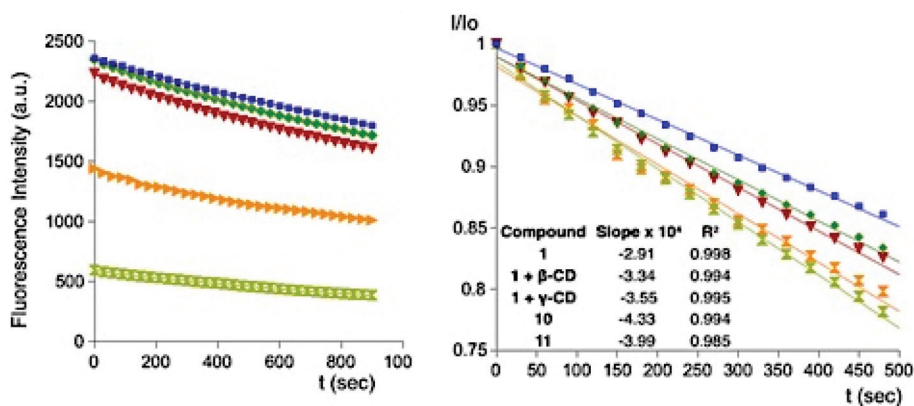 Fluorescence Intensity (a.u.)
2500
2000
1500
1000
500
0
0 200 400 600 800 100
t (sec)
I/Io
1
0.95
0.9
0.85
0.8
0.75
Compound Slope x 10⁴ R²
1 -2.91 0.998
1 + β-CD -3.34 0.994
1 + γ-CD -3.55 0.995
10 -4.33 0.994
11 -3.99 0.985
0 50 100 150 200 250 300 350 400 450 500
t (sec)